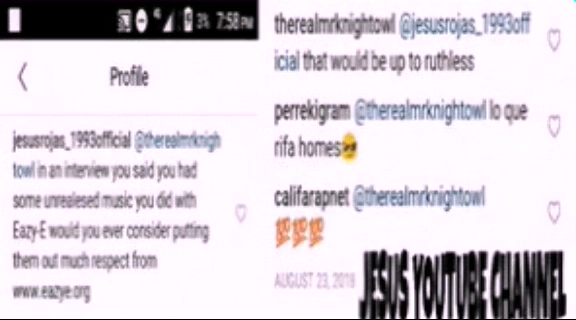 3% 7:58 PM
Profile
jesusrojas_1993official @therealmrknigh
towl in an interview you said you had
some unrealesed music you did with
Eazy-E would you ever consider putting
them out much respect from
www.eazye.org
therealmrknightowl @jesusrojas_1993off
icial that would be up to ruthless
perrekigram @therealmrknightowl lo que
rifa homes😎
califarapnet @therealmrknightowl
💯💯💯
AUGUST 23, 2018
JESUS YOUTUBE CHANNEL